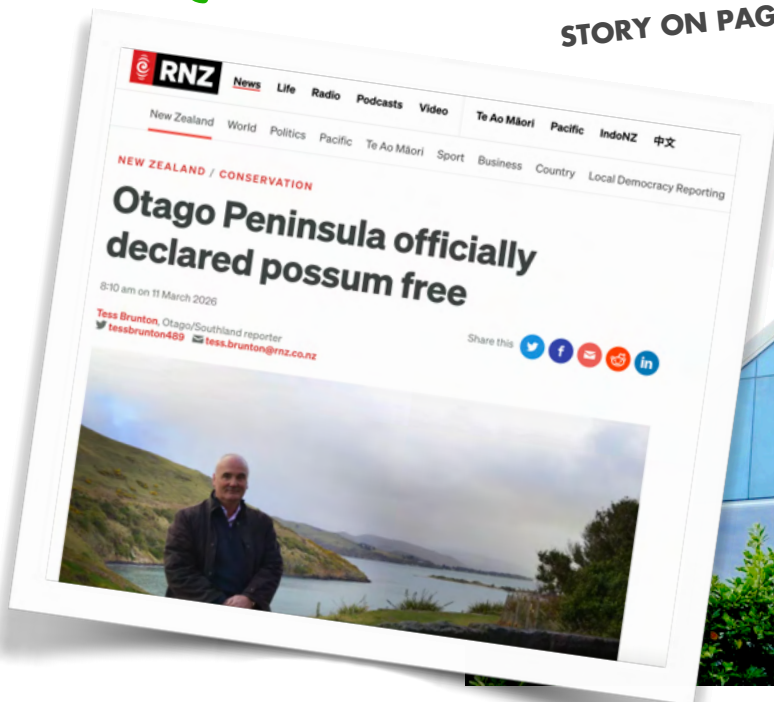 STORY ON PAG
RNZ
News Life Radio Podcasts Video Te Ao Māori Pacific IndoNZ 中文
New Zealand World Politics Pacific Te Ao Māori Sport Business Country Local Democracy Reporting
NEW ZEALAND / CONSERVATION
Otago Peninsula officially
declared possum free
8:10 am on 11 March 2026
Tess Brunton, Otago/Southland reporter
tessbrunton489 tess.brunton@rnz.co.nz
Share this
f
in